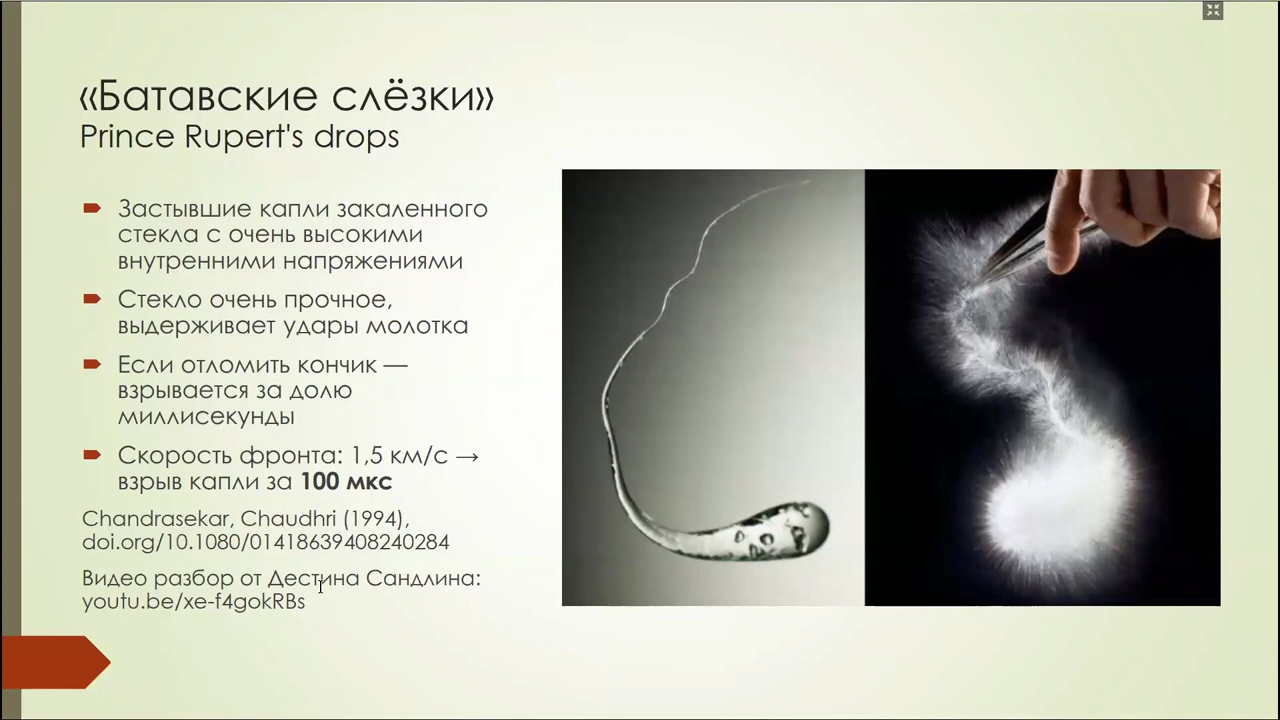 «Батавские слёзки»
Prince Rupert's drops
Застывшие капли закаленного
стекла с очень высокими
внутренними напряжениями
Стекло очень прочное,
выдерживает удары молотка
Если отломить кончик —
взрывается за долю
миллисекунды
Скорость фронта: 1,5 км/с →
взрыв капли за 100 мкс
Chandrasekar, Chaudhri (1994),
doi.org/10.1080/01418639408240284
Видео разбор от Дестина Сандлина:
youtu.be/xe-f4gokRBs